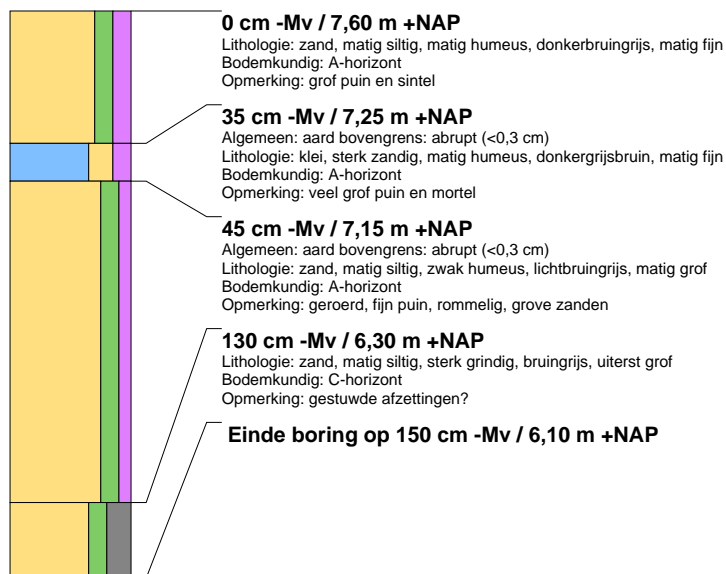 0 cm -Mv / 7,60 m +NAP
Lithologie: zand, matig siltig, matig humeus, donkerbruingrijs, matig fijn
Bodemkundig: A-horizont
Opmerking: grof puin en sintel
35 cm -Mv / 7,25 m +NAP
Algemeen: aard bovengrens: abrupt (<0,3 cm)
Lithologie: klei, sterk zandig, matig humeus, donkergrijsbruin, matig fijn
Bodemkundig: A-horizont
Opmerking: veel grof puin en mortel
45 cm -Mv / 7,15 m +NAP
Algemeen: aard bovengrens: abrupt (<0,3 cm)
Lithologie: zand, matig siltig, zwak humeus, lichtbruingrijs, matig grof
Bodemkundig: A-horizont
Opmerking: geroerd, fijn puin, rommelig, grove zanden
130 cm -Mv / 6,30 m +NAP
Lithologie: zand, matig siltig, sterk grindig, bruingrijs, uiterst grof
Bodemkundig: C-horizont
Opmerking: gestuwde afzettingen?
Einde boring op 150 cm -Mv / 6,10 m +NAP